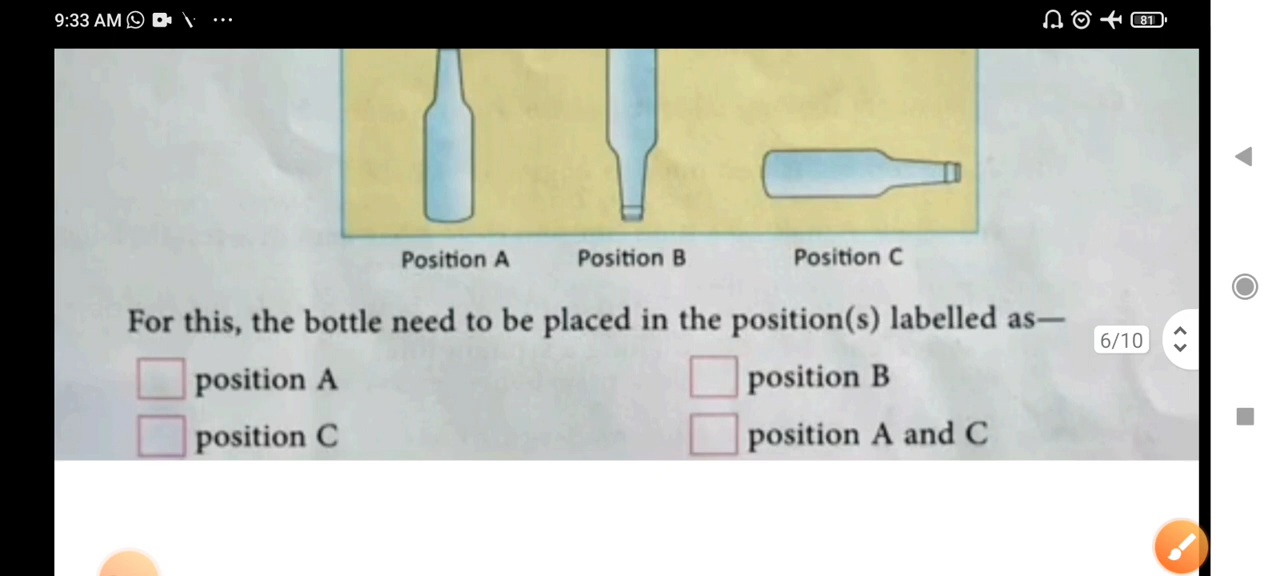 9:33 AM ...
81
Position A Position B Position C
For this, the bottle need to be placed in the position(s) labelled as—
6/10
position A position B
position C position A and C